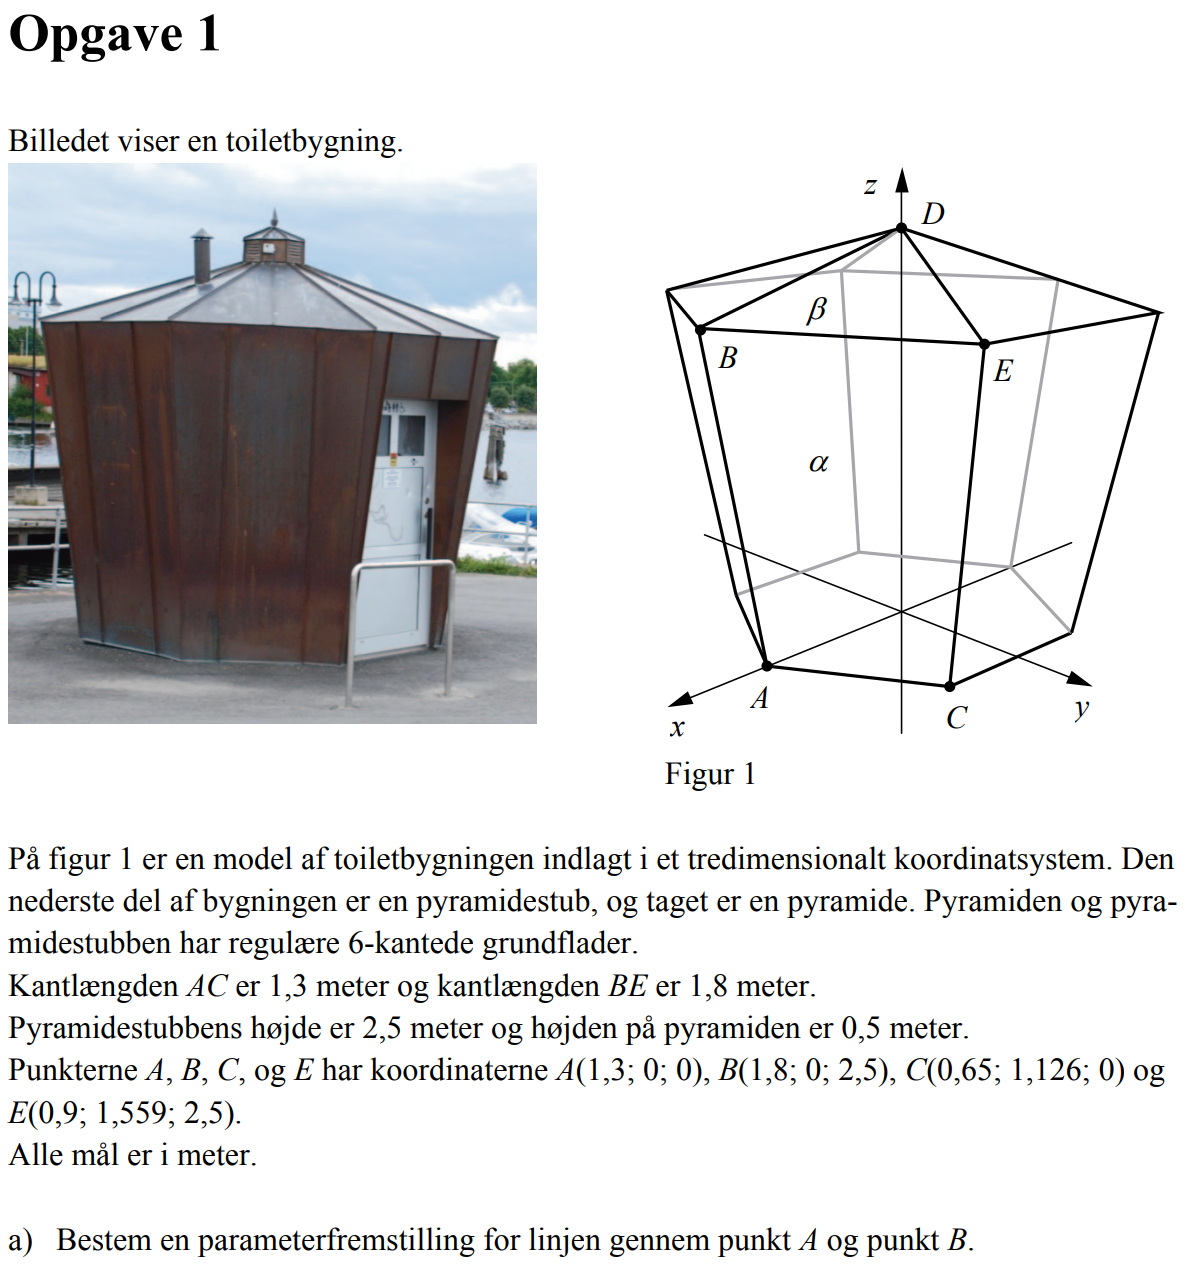 Opgave 1
Billedet viser en toiletbygning.
z
D
β
B
E
α
A
C
x
y
Figur 1
På figur 1 er en model af toiletbygningen indlagt i et tredimensionalt koordinatsystem. Den
nederste del af bygningen er en pyramidestub, og taget er en pyramide. Pyramiden og pyra-
midestubben har regulære 6-kantede grundflader.
Kantlængden AC er 1,3 meter og kantlængden BE er 1,8 meter.
Pyramidestubbens højde er 2,5 meter og højden på pyramiden er 0,5 meter.
Punkterne A, B, C, og E har koordinaterne A(1,3; 0; 0), B(1,8; 0; 2,5), C(0,65; 1,126; 0) og
E(0,9; 1,559; 2,5).
Alle mål er i meter.
a) Bestem en parameterfremstilling for linjen gennem punkt A og punkt B.